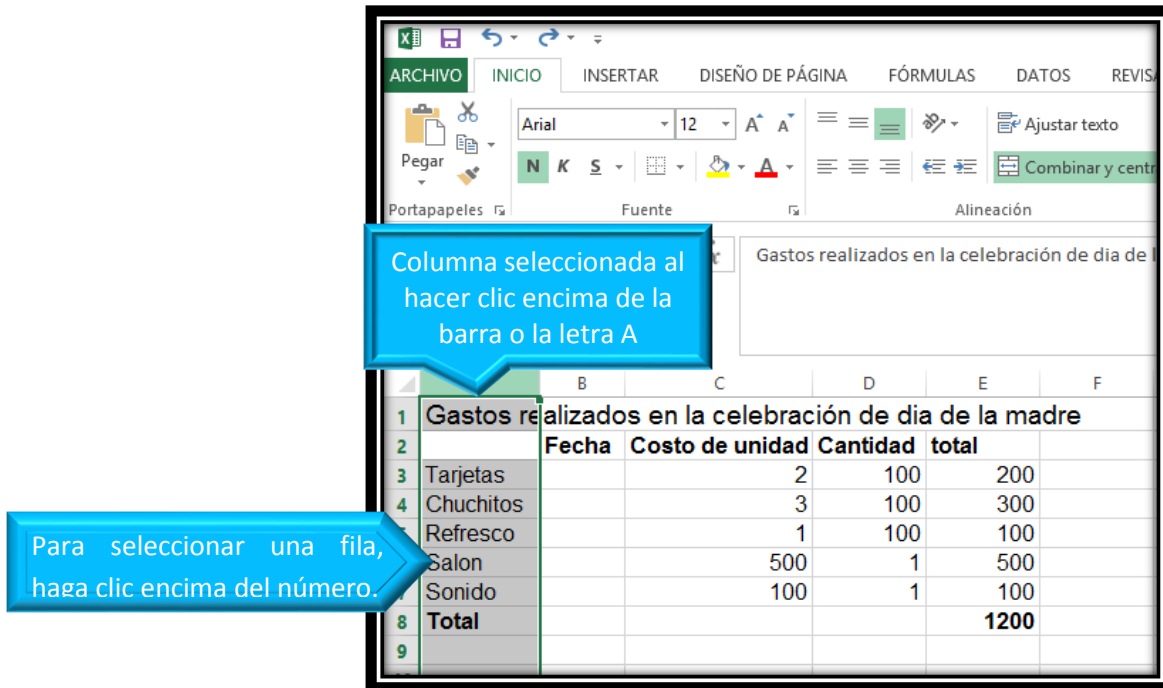 ARCHIVO INICIO INSERTAR DISEÑO DE PÁGINA FÓRMULAS DATOS
Arial 12 Ajustar texto
Pegar N K S Combinar y centr
Portapapeles Fuente Alineación
Columna seleccionada al
hacer clic encima de la
barra o la letra A
Gastos realizados en la celebración de dia de l
B C D E F
1 Gastos realizados en la celebración de dia de la madre
2 Fecha Costo de unidad Cantidad total
3 Tarjetas 2 100 200
4 Chuchitos 3 100 300
Refresco 1 100 100
Salon 500 1 500
Sonido 100 1 100
8 Total 1200
9
Para seleccionar una fila,
haga clic encima del número.